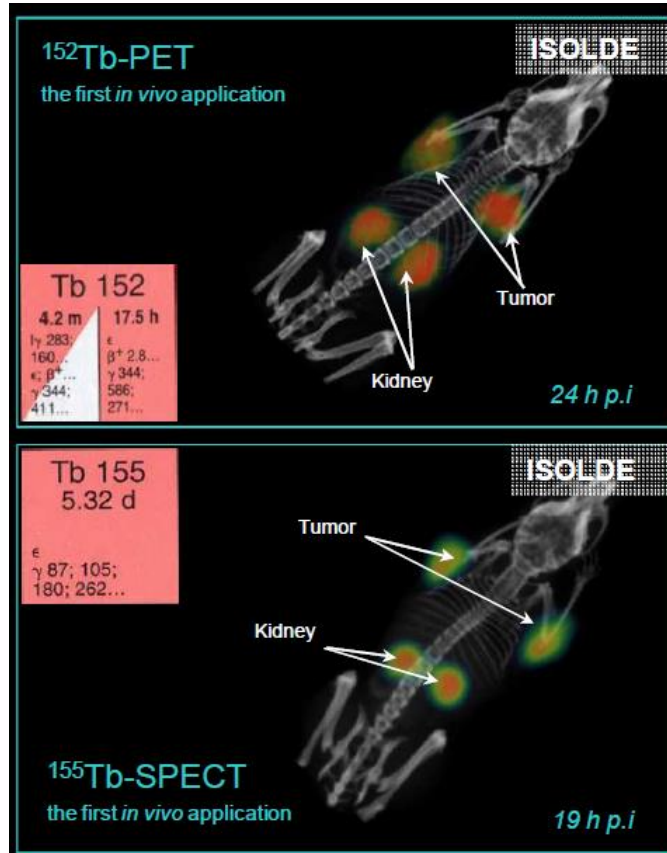 ¹⁵²Tb-PET
the first in vivo application
ISOLDE
Tumor
Kidney
24 h p.i
Tb 152
4.2 m 17.5 h
Iγ 283; ϵ
160... β⁺ 2.8...
ϵ; β⁺... γ 344;
γ 344; 586;
411... 271...
ISOLDE
Tb 155
5.32 d
ϵ
γ 87; 105;
180; 262...
Tumor
Kidney
¹⁵⁵Tb-SPECT
the first in vivo application
19 h p.i